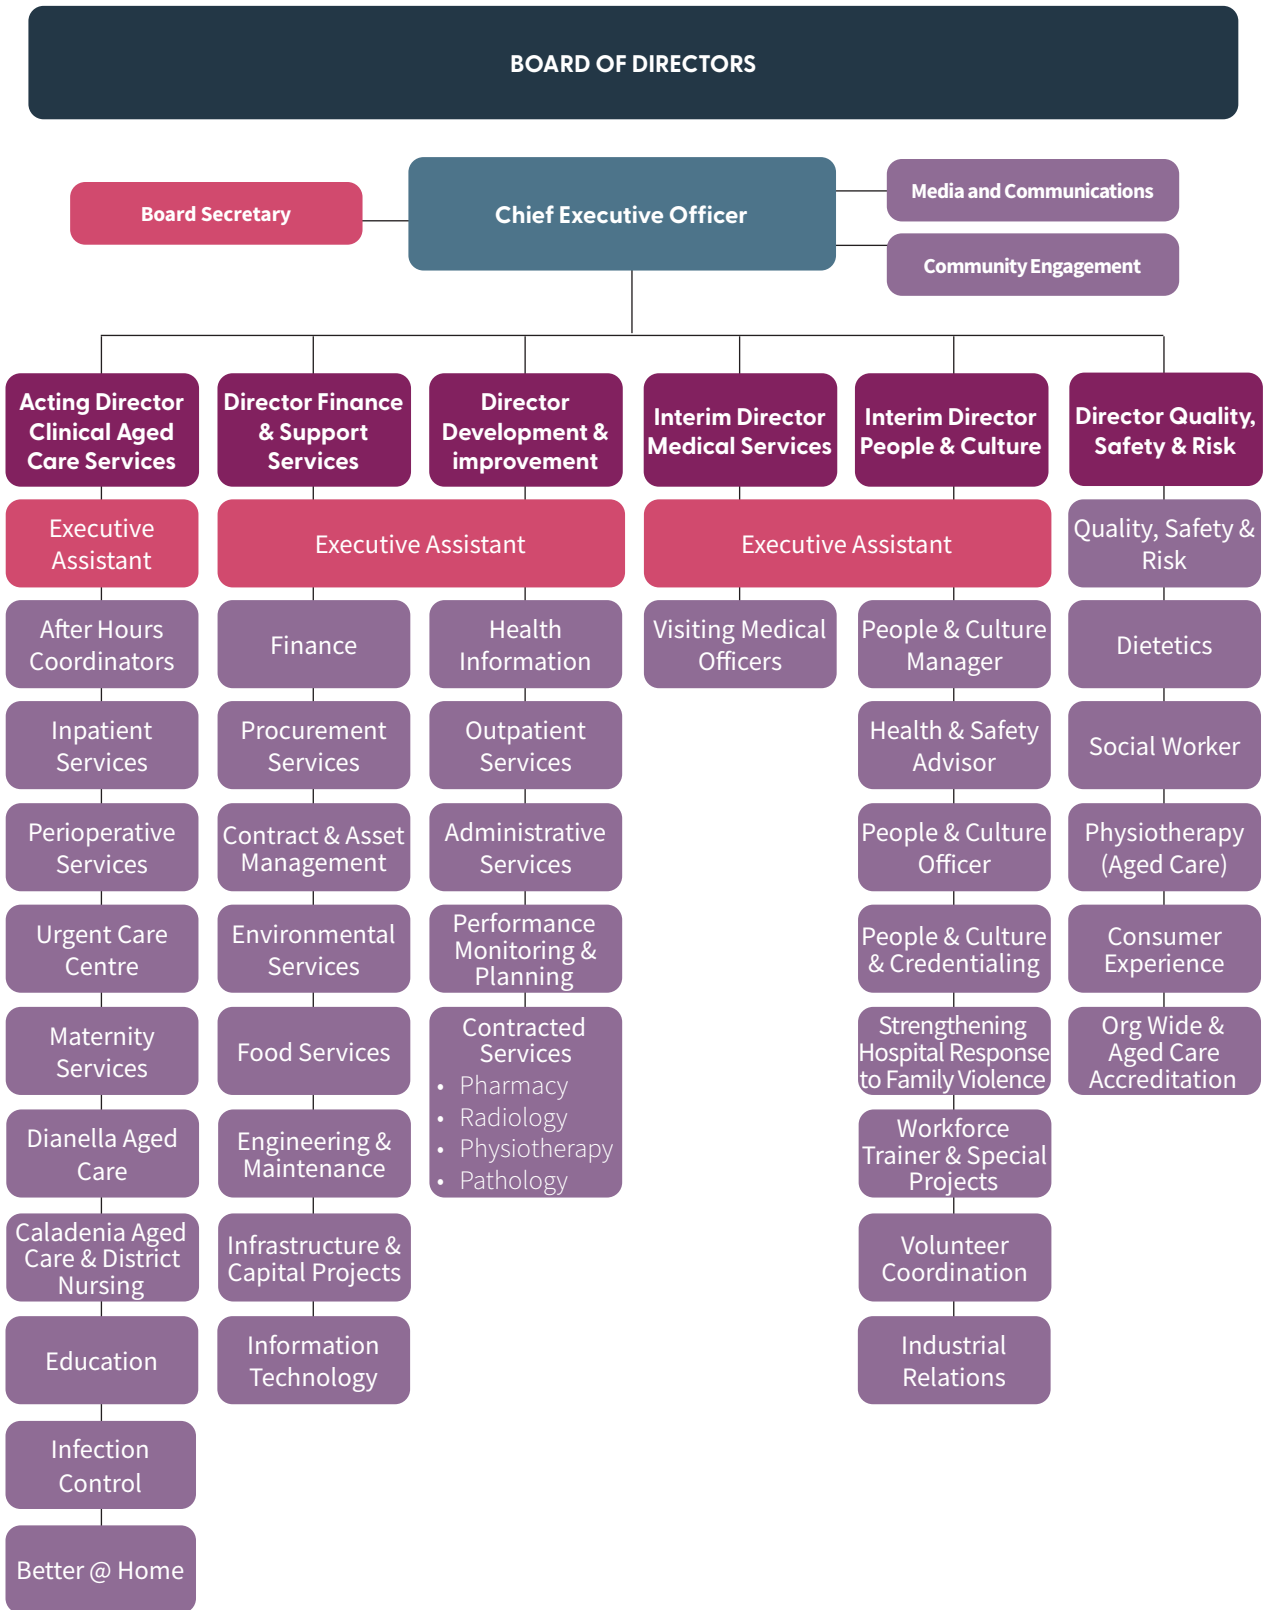 BOARD OF DIRECTORS
Board Secretary
Chief Executive Officer
Media and Communications
Community Engagement
Acting Director
Clinical Aged
Care Services
Executive
Assistant
After Hours
Coordinators
Inpatient
Services
Perioperative
Services
Urgent Care
Centre
Maternity
Services
Dianella Aged
Care
Caladenia Aged
Care & District
Nursing
Education
Infection
Control
Better @ Home
Director Finance
& Support
Services
Director
Development &
improvement
Executive Assistant
Finance
Procurement
Services
Contract & Asset
Management
Environmental
Services
Food Services
Engineering &
Maintenance
Infrastructure &
Capital Projects
Information
Technology
Health
Information
Outpatient
Services
Administrative
Services
Performance
Monitoring &
Planning
Contracted
Services
• Pharmacy
• Radiology
• Physiotherapy
• Pathology
Interim Director
Medical Services
Interim Director
People & Culture
Executive Assistant
Visiting Medical
Officers
People & Culture
Manager
Health & Safety
Advisor
People & Culture
Officer
People & Culture
& Credentialing
Strengthening
Hospital Response
to Family Violence
Workforce
Trainer & Special
Projects
Volunteer
Coordination
Industrial
Relations
Director Quality,
Safety & Risk
Quality, Safety &
Risk
Dietetics
Social Worker
Physiotherapy
(Aged Care)
Consumer
Experience
Org Wide &
Aged Care
Accreditation